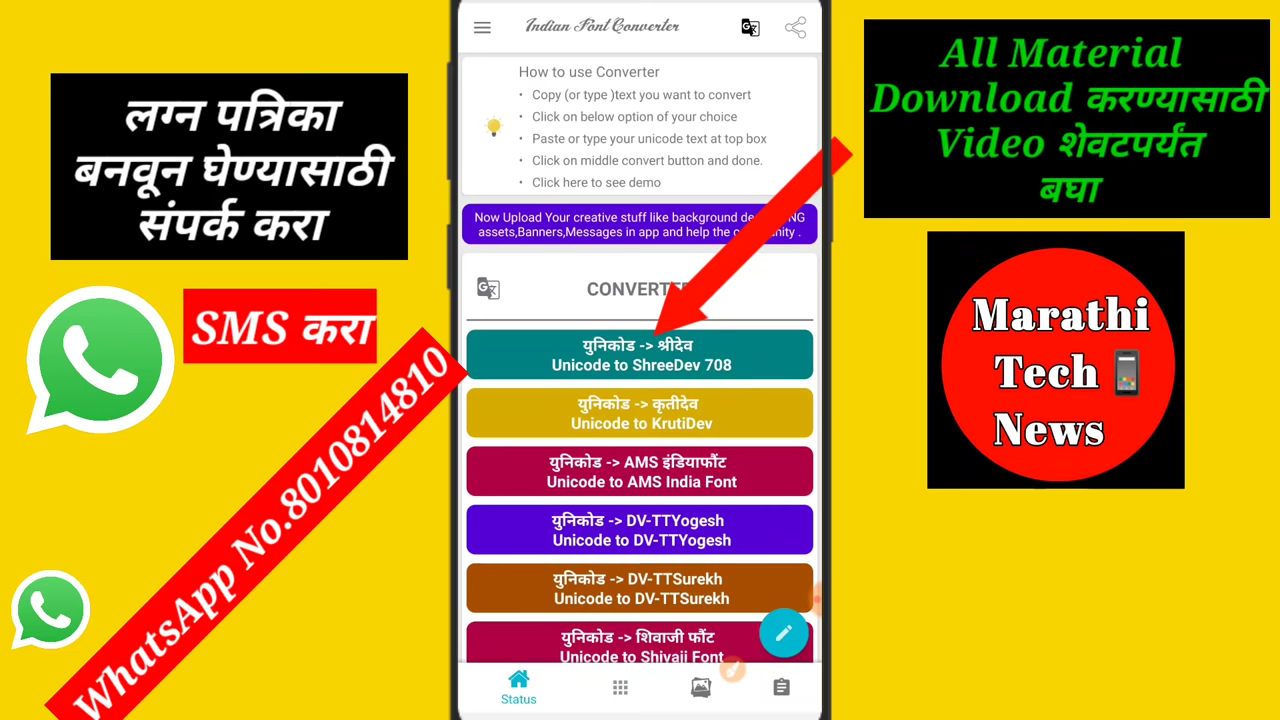 लग्न पत्रिका
बनवून घेण्यासाठी
संपर्क करा
SMS करा
WhatsApp No.8010814810
Indian Font Converter
How to use Converter
• Copy (or type )text you want to convert
• Click on below option of your choice
• Paste or type your unicode text at top box
• Click on middle convert button and done.
• Click here to see demo
Now Upload Your creative stuff like background
assets,Banners,Messages in app and help the
CONVERTE
युनिकोड -> श्रीदेव
Unicode to ShreeDev 708
युनिकोड -> कृतीदेव
Unicode to KrutiDev
युनिकोड -> AMS इंडियाफौंट
Unicode to AMS India Font
युनिकोड -> DV-TTYogesh
Unicode to DV-TTYogesh
युनिकोड -> DV-TTSurekh
Unicode to DV-TTSurekh
युनिकोड -> शिवाजी फौंट
Unicode to Shivaji Font
Status
All Material
Download करण्यासाठी
Video शेवटपर्यंत
बघा
Marathi
Tech
News